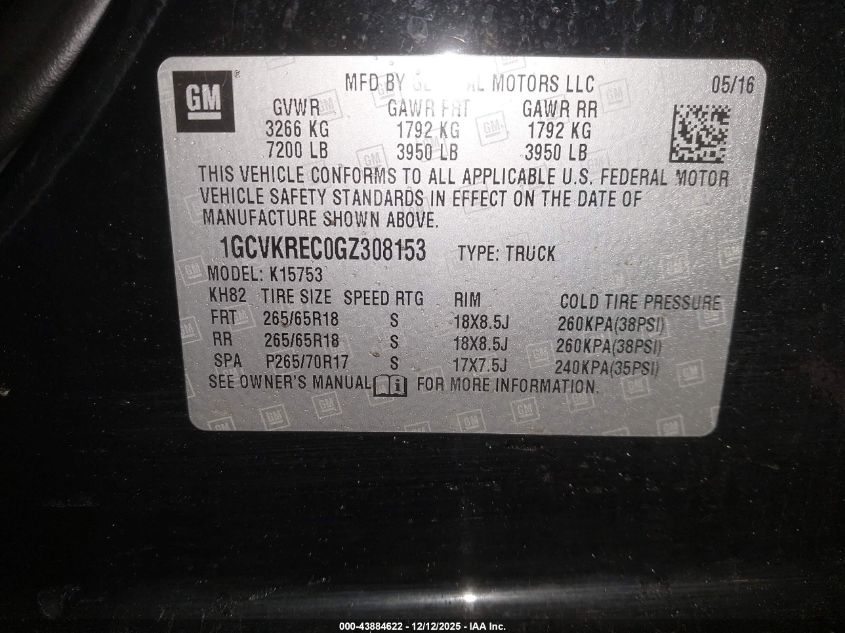 GM
®
MFD BY GENERAL MOTORS LLC
05/16
GVWR GAWR FRT GAWR RR
3266 KG 1792 KG 1792 KG
7200 LB 3950 LB 3950 LB
THIS VEHICLE CONFORMS TO ALL APPLICABLE U.S. FEDERAL MOTOR
VEHICLE SAFETY STANDARDS IN EFFECT ON THE DATE OF
MANUFACTURE SHOWN ABOVE.
1GCVKREC0GZ308153 TYPE: TRUCK
MODEL: K15753
KH82 TIRE SIZE SPEED RTG RIM COLD TIRE PRESSURE
FRT 265/65R18 S 18X8.5J 260KPA(38PSI)
RR 265/65R18 S 18X8.5J 260KPA(38PSI)
SPA P265/70R17 S 17X7.5J 240KPA(35PSI)
SEE OWNER'S MANUAL FOR MORE INFORMATION.
000-43884622 - 12/12/2025 - IAA Inc.